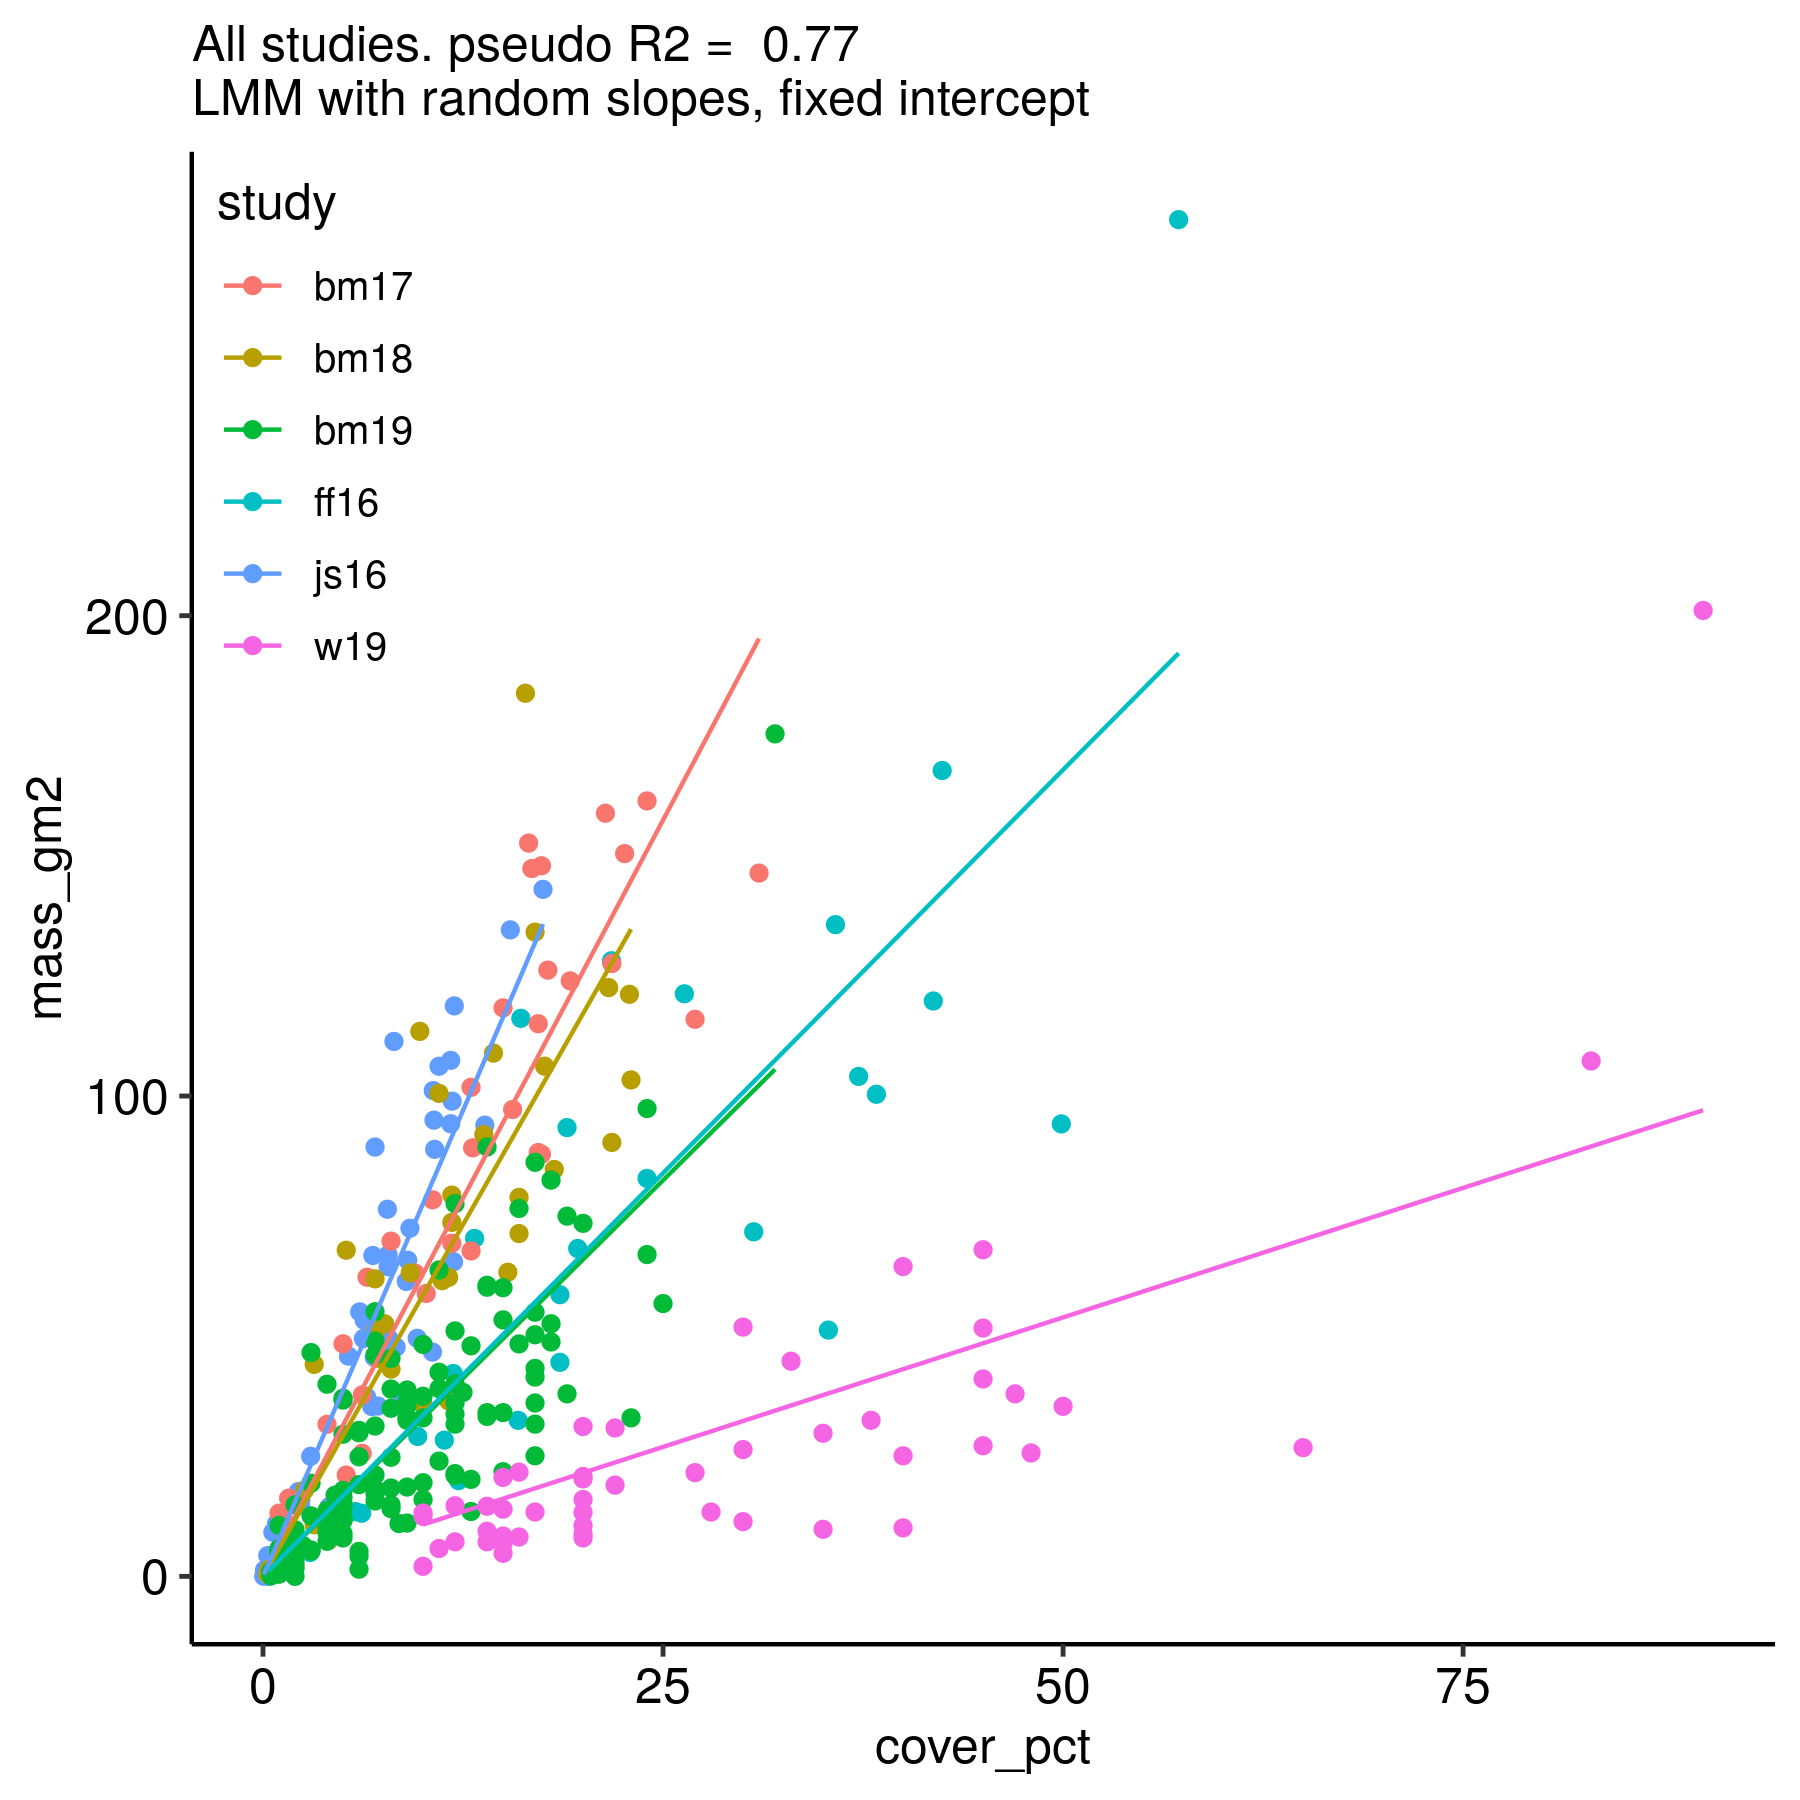 All studies. pseudo R2 =  0.77
LMM with random slopes, fixed intercept
study
bm17
bm18
bm19
ff16
js16
w19
mass_gm2
200
100
0
0
25
50
75
cover_pct